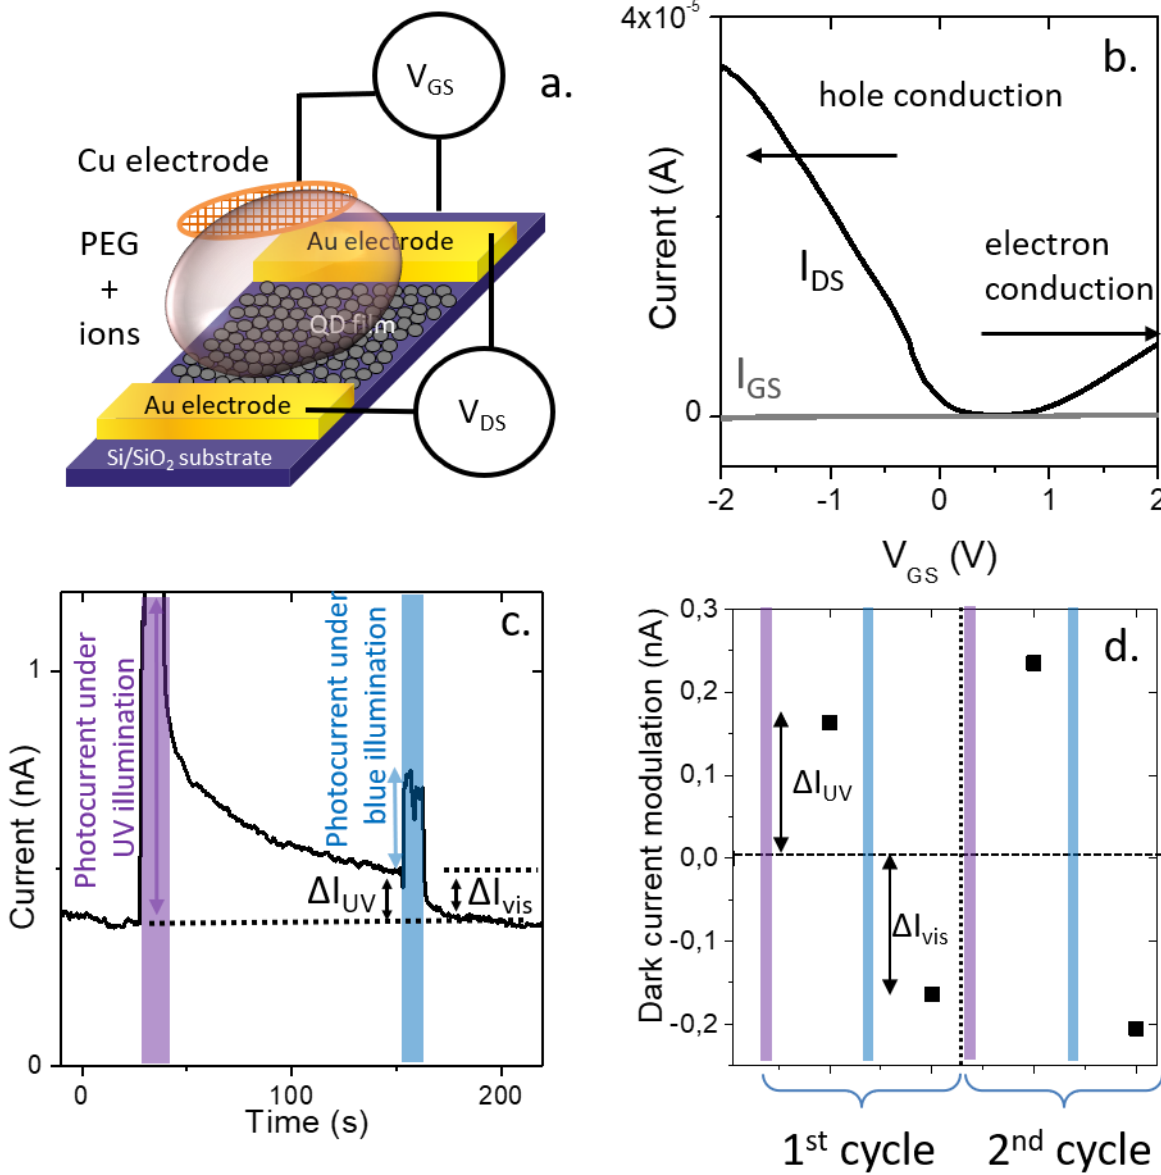 a.
V_GS
Cu electrode
PEG
+
ions
Au electrode
QD film
Au electrode
V_DS
Si/SiO₂ substrate
b.
4x10⁻⁵
hole conduction
electron
conduction
I_DS
I_GS
Current (A)
0
-2
-1
0
1
2
V_GS (V)
c.
Photocurrent under
UV illumination
Photocurrent under
blue illumination
ΔI_UV
ΔI_vis
Current (nA)
1
0
0
100
200
Time (s)
d.
Dark current modulation (nA)
0,3
0,2
0,1
0,0
-0,1
-0,2
ΔI_UV
ΔI_vis
1ˢᵗ cycle
2ⁿᵈ cycle